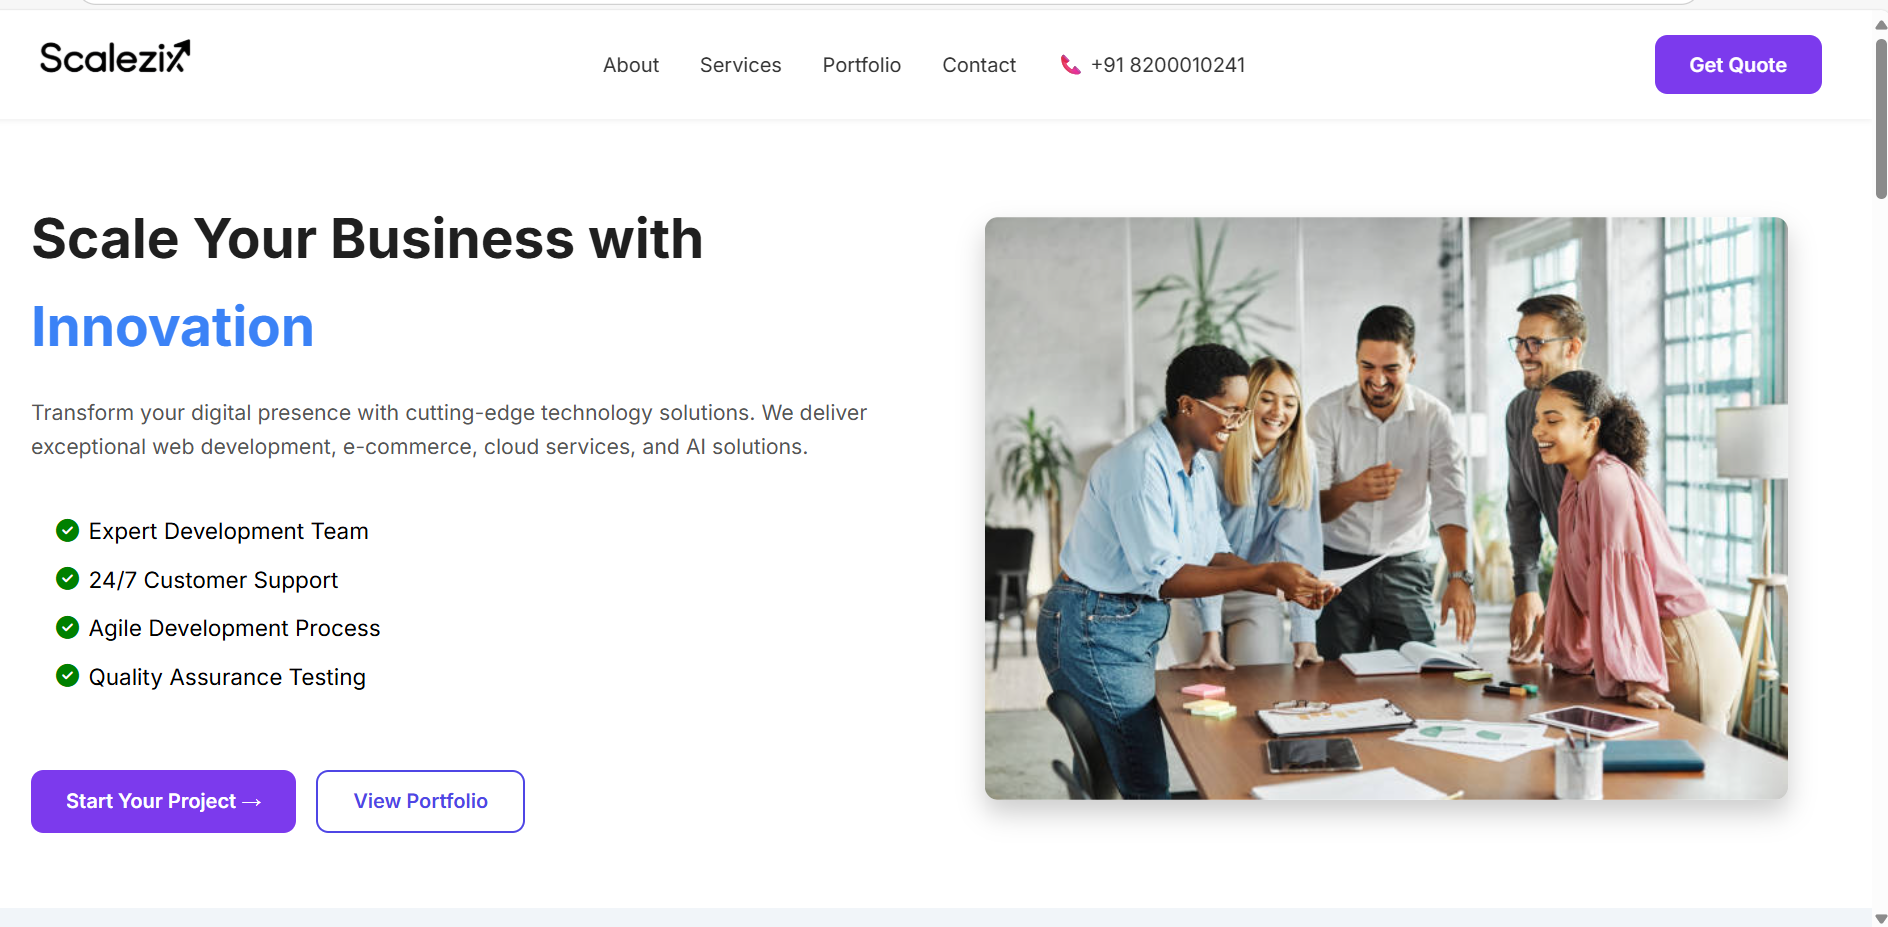 Scalezix
About
Services
Portfolio
Contact
+91 8200010241
Get Quote
Scale Your Business with
Innovation
Transform your digital presence with cutting-edge technology solutions. We deliver
exceptional web development, e-commerce, cloud services, and AI solutions.
Expert Development Team
24/7 Customer Support
Agile Development Process
Quality Assurance Testing
Start Your Project →
View Portfolio